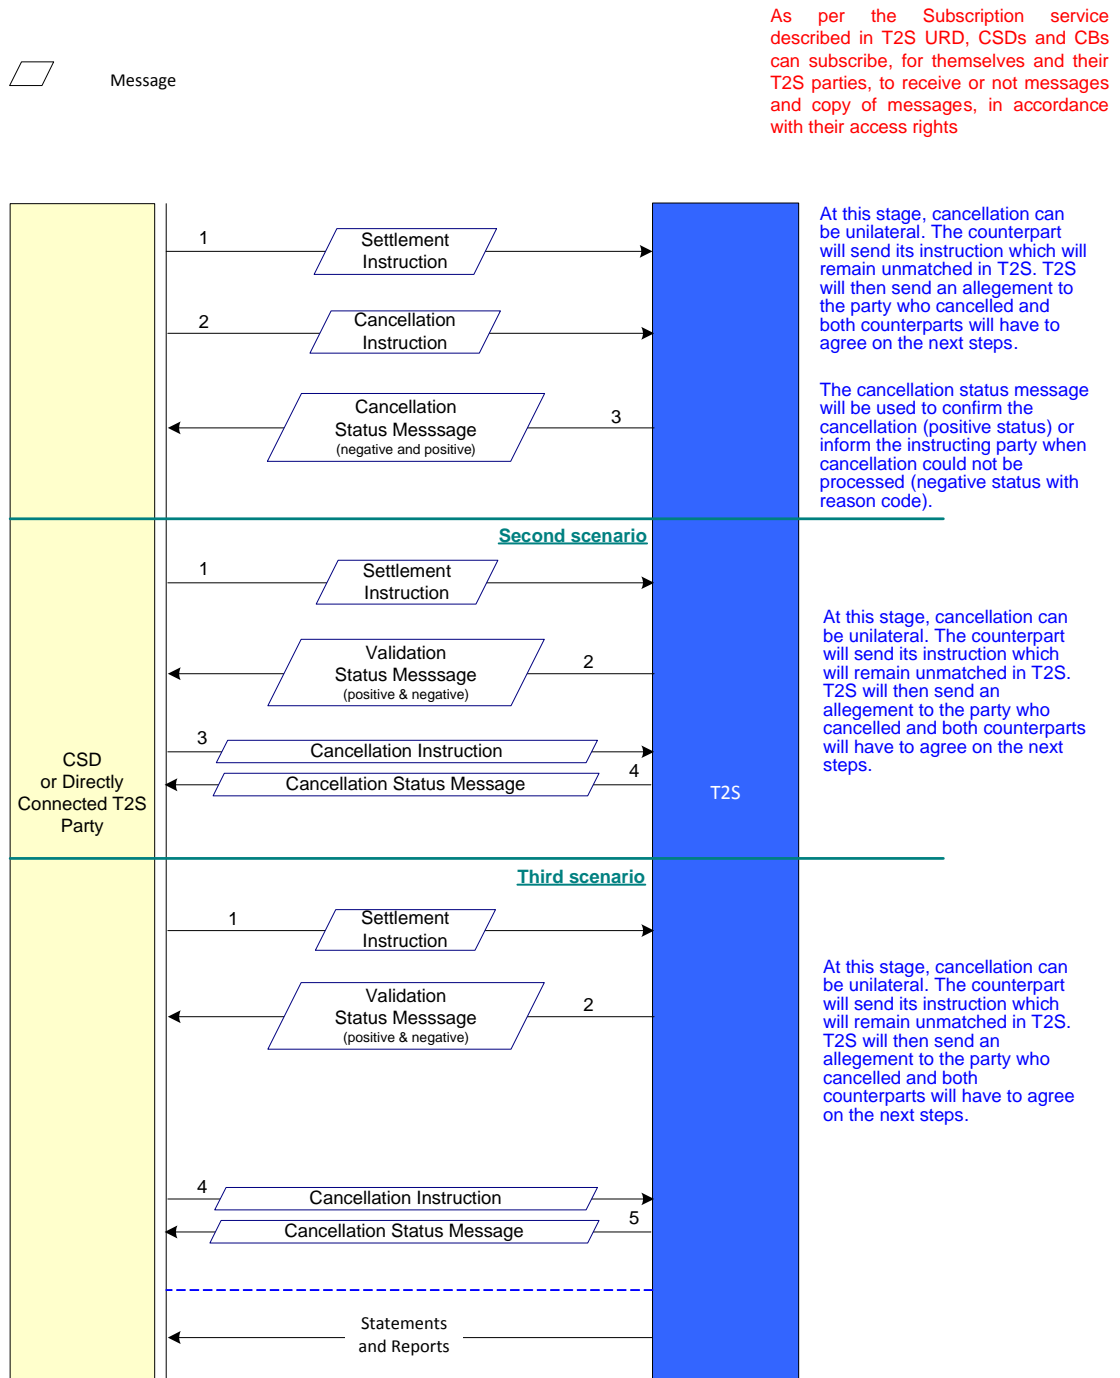 As per the Subscription service
described in T2S URD, CSDs and CBs
can subscribe, for themselves and their
T2S parties, to receive or not messages
and copy of messages, in accordance
with their access rights
Message
1
Settlement
Instruction
2
Cancellation
Instruction
Cancellation
Status Messsage
(negative and positive)
3
At this stage, cancellation can
be unilateral. The counterpart
will send its instruction which will
remain unmatched in T2S. T2S
will then send an allegement to
the party who cancelled and
both counterparts will have to
agree on the next steps.
The cancellation status message
will be used to confirm the
cancellation (positive status) or
inform the instructing party when
cancellation could not be
processed (negative status with
reason code).
Second scenario
1
Settlement
Instruction
Validation
Status Messsage
(positive & negative)
2
3
Cancellation Instruction
Cancellation Status Message
4
At this stage, cancellation can
be unilateral. The counterpart
will send its instruction which
will remain unmatched in T2S.
T2S will then send an
allegement to the party who
cancelled and both counterparts
will have to agree on the next
steps.
CSD
or Directly
Connected T2S
Party
T2S
Third scenario
1
Settlement
Instruction
Validation
Status Messsage
(positive & negative)
2
At this stage, cancellation can
be unilateral. The counterpart
will send its instruction which
will remain unmatched in T2S.
T2S will then send an
allegement to the party who
cancelled and both
counterparts will have to agree
on the next steps.
4
Cancellation Instruction
Cancellation Status Message
5
Statements
and Reports